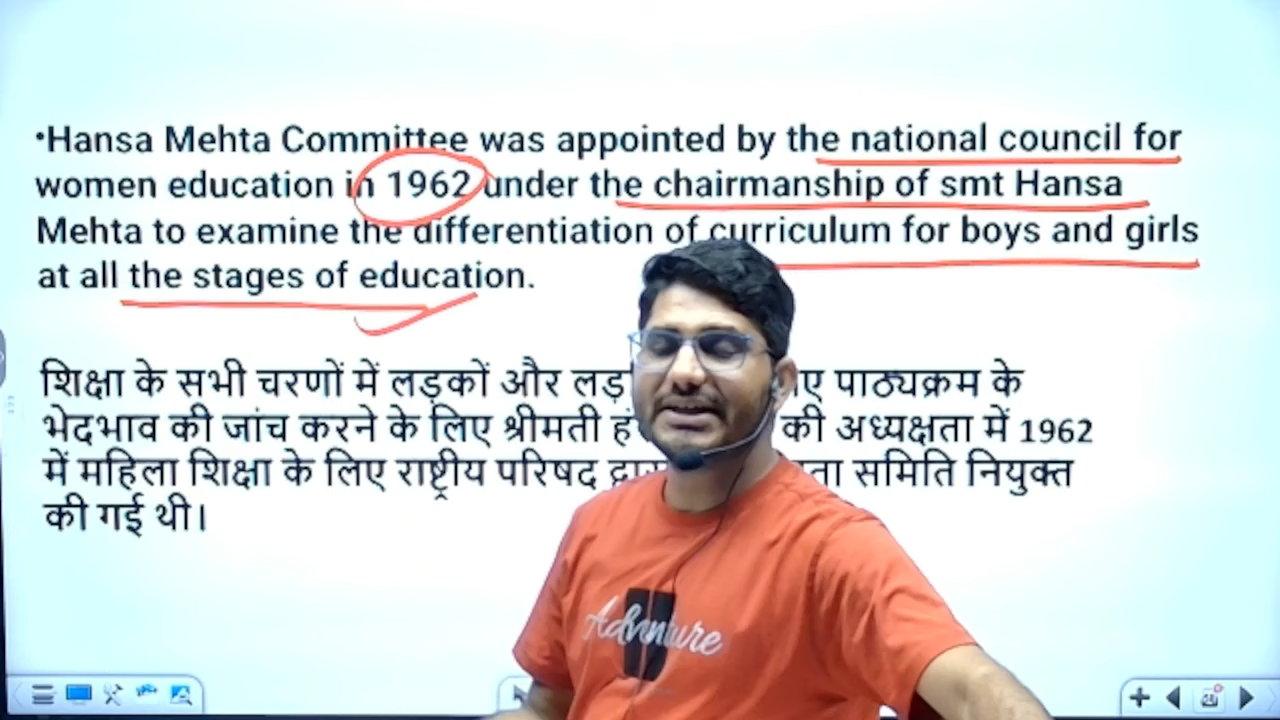 •Hansa Mehta Committee was appointed by the national council for
women education in 1962 under the chairmanship of smt Hansa
Mehta to examine the differentiation of curriculum for boys and girls
at all the stages of education.
शिक्षा के सभी चरणों में लड़कों और पाठ्यक्रम के
भेदभाव की जांच करने के लिए श्रीमती की अध्यक्षता में 1962
में महिला शिक्षा के लिए राष्ट्रीय परिषद समिति नियुक्त
की गई थी।
Adventure